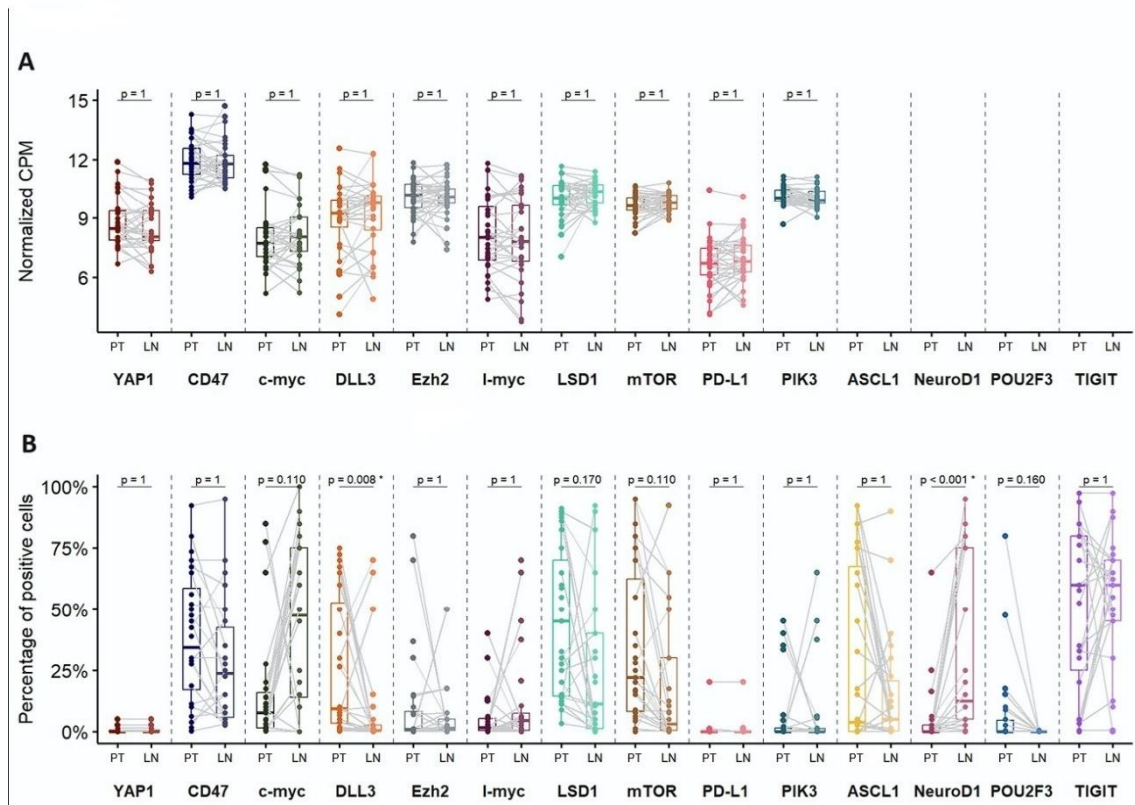 A
p = 1 p = 1 p = 1 p = 1 p = 1 p = 1 p = 1 p = 1 p = 1 p = 1
Normalized CPM
15
12
9
6
PT LN PT LN PT LN PT LN PT LN PT LN PT LN PT LN PT LN PT LN PT LN PT LN PT LN PT LN
YAP1 CD47 c-myc DLL3 Ezh2 l-myc LSD1 mTOR PD-L1 PIK3 ASCL1 NeuroD1 POU2F3 TIGIT
B
p = 1 p = 1 p = 0.110 p = 0.008 * p = 1 p = 1 p = 0.170 p = 0.110 p = 1 p = 1 p = 1 p < 0.001 * p = 0.160 p = 1
Percentage of positive cells
100%
75%
50%
25%
0%
PT LN PT LN PT LN PT LN PT LN PT LN PT LN PT LN PT LN PT LN PT LN PT LN PT LN PT LN
YAP1 CD47 c-myc DLL3 Ezh2 l-myc LSD1 mTOR PD-L1 PIK3 ASCL1 NeuroD1 POU2F3 TIGIT